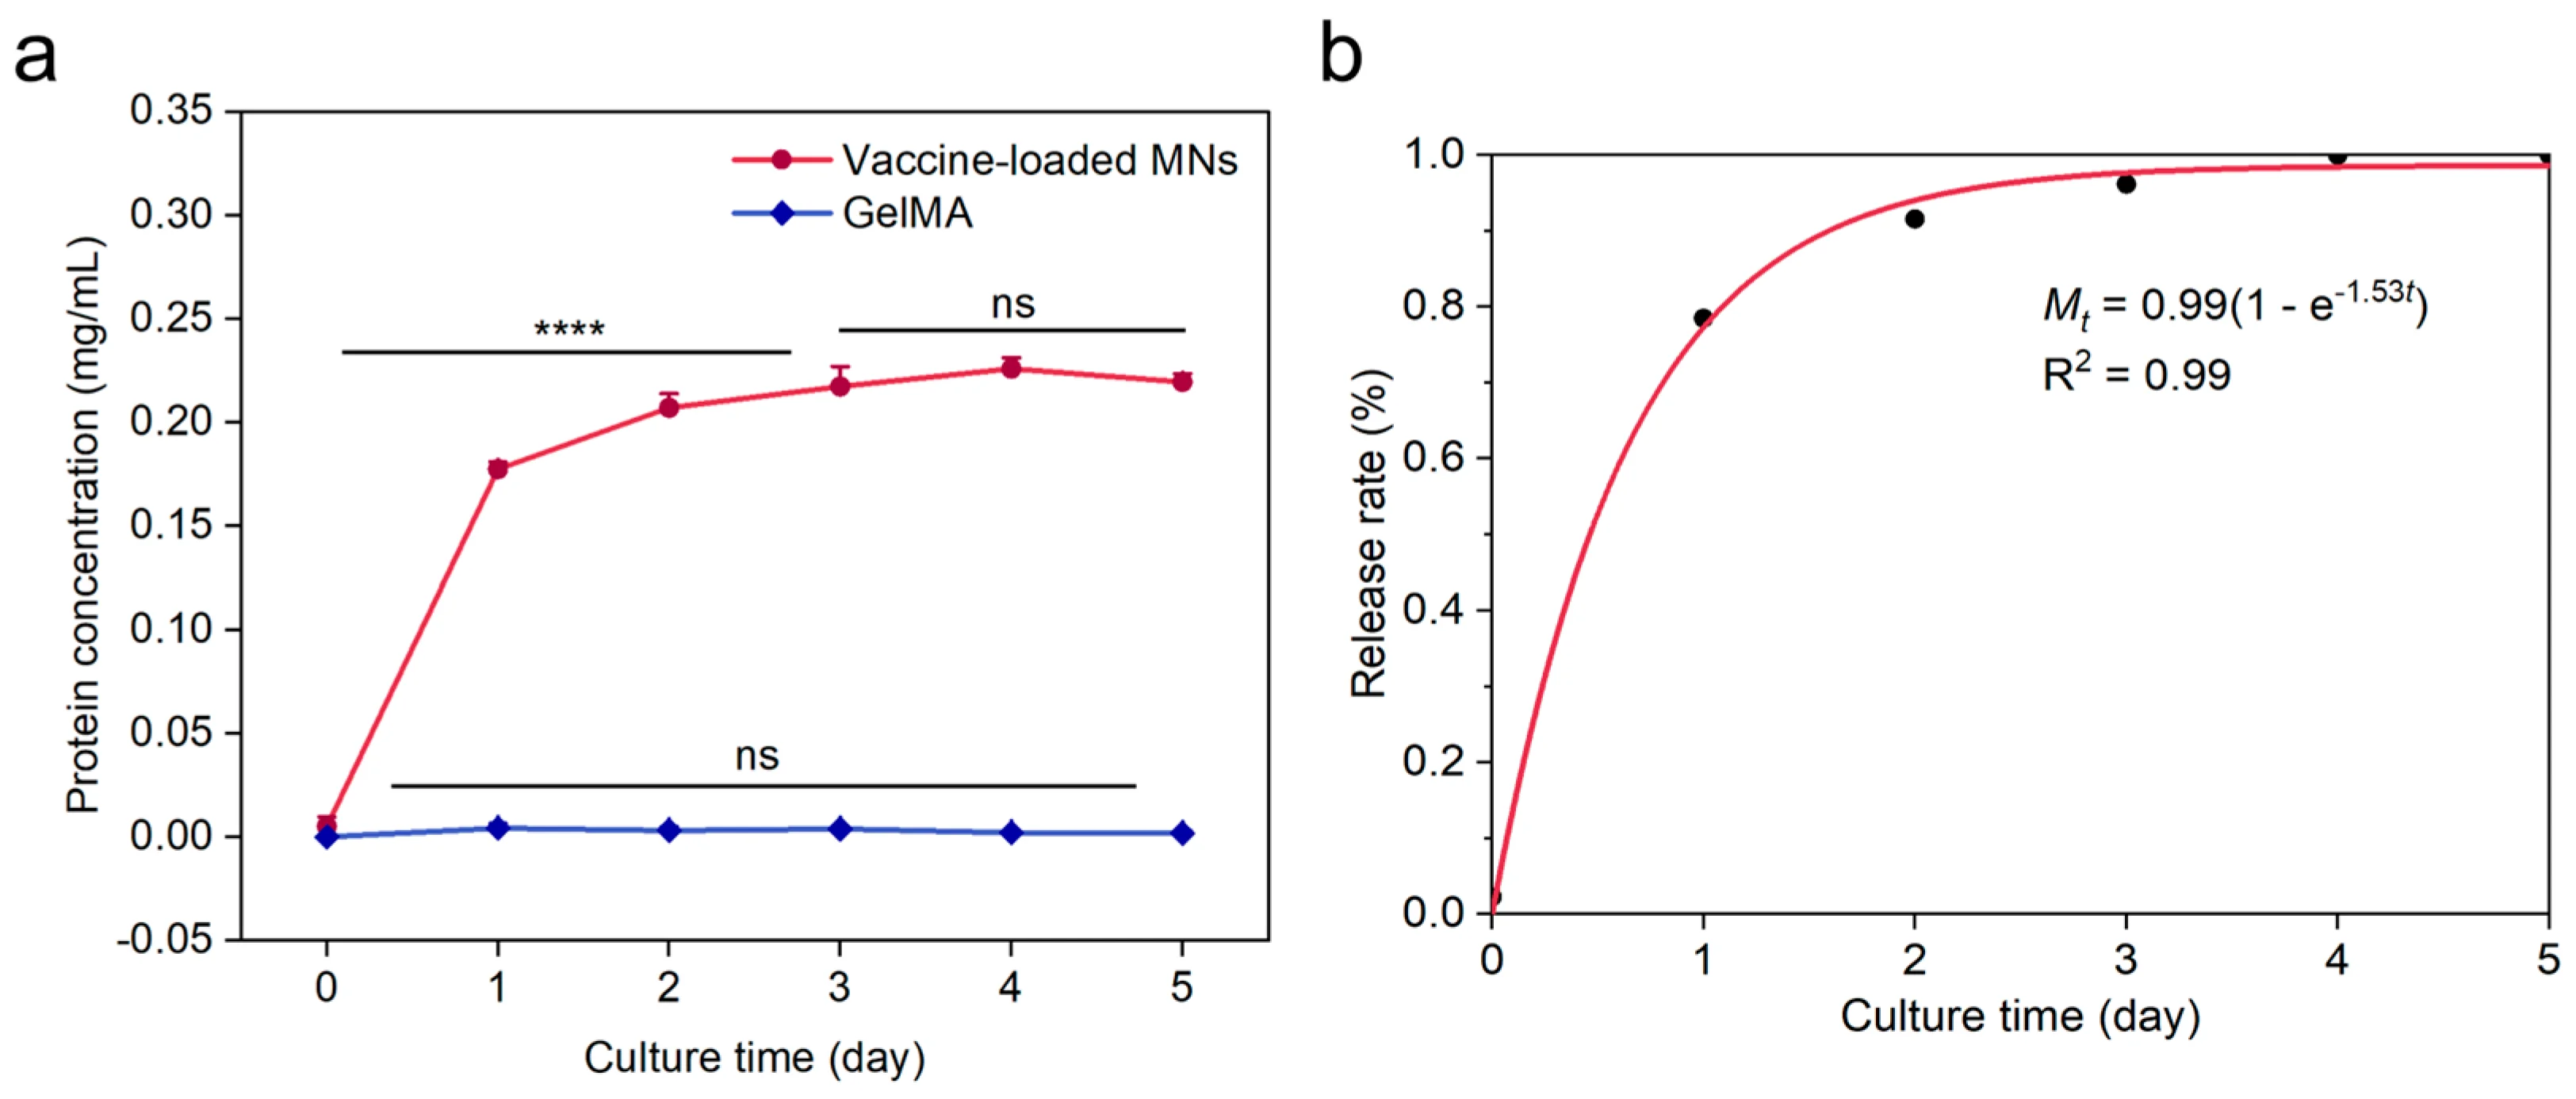 a
0.35
0.30
0.25
0.20
0.15
0.10
0.05
0.00
-0.05
Protein concentration (mg/mL)
Vaccine-loaded MNs
GelMA
****
ns
ns
0 1 2 3 4 5
Culture time (day)
b
1.0
0.8
0.6
0.4
0.2
0.0
Release rate (%)
Mₜ = 0.99(1 - e⁻¹·⁵³ᵗ)
R² = 0.99
0 1 2 3 4 5
Culture time (day)